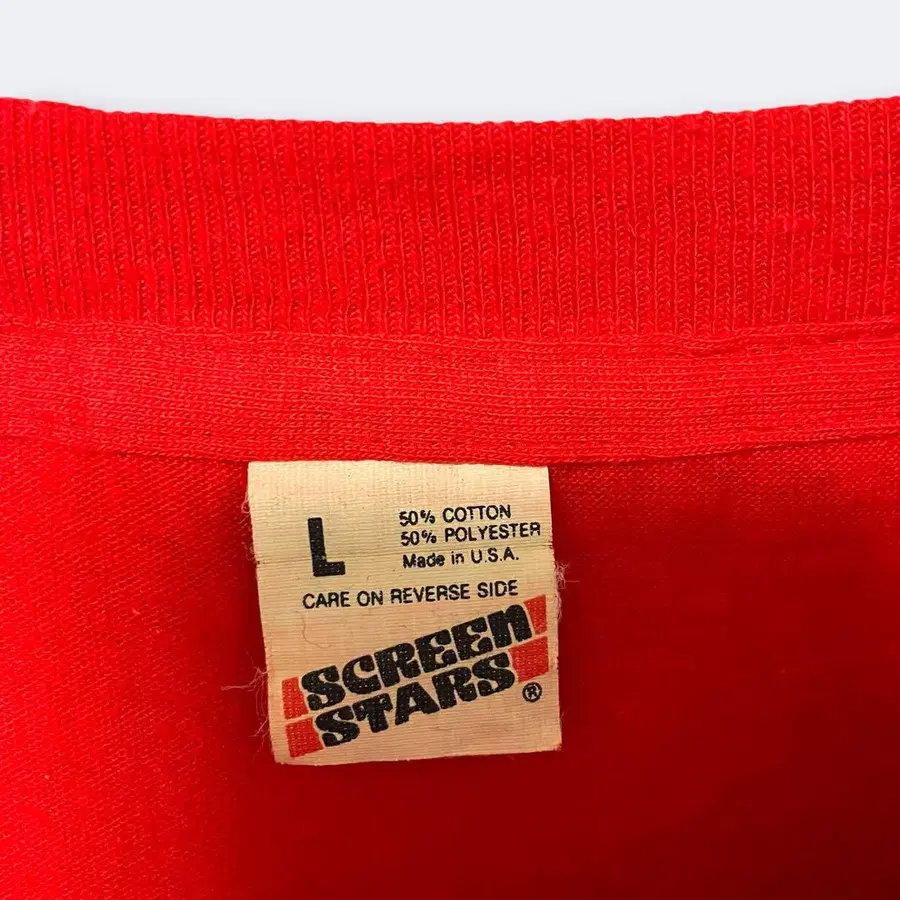 L
50% COTTON
50% POLYESTER
Made in U.S.A.
CARE ON REVERSE SIDE
SCREEN
STARS®